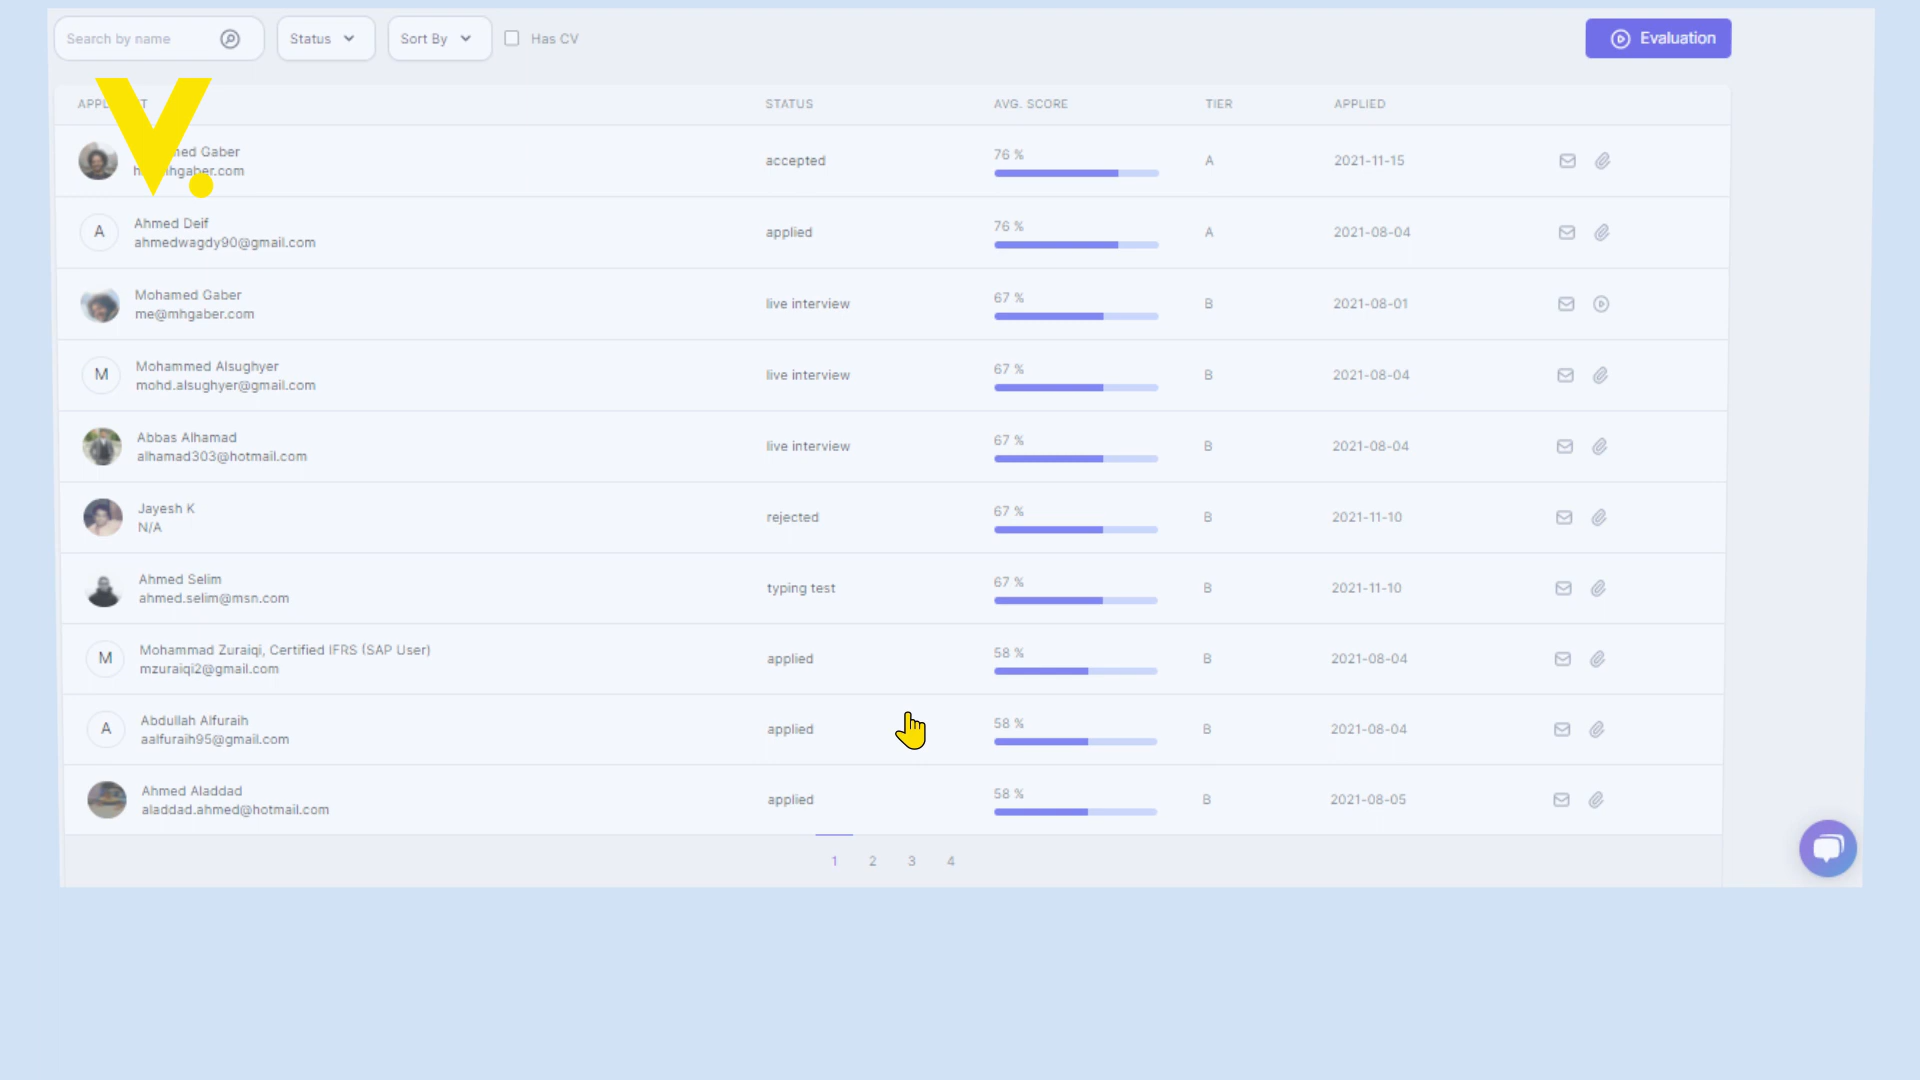 Search by name
Status
Sort By
Has CV
Evaluation
V.
STATUS
AVG. SCORE
TIER
APPLIED
Gaber
accepted
76 %
A
2021-11-15
A
Ahmed Deif
ahmedwagdy90@gmail.com
applied
76 %
A
2021-08-04
Mohamed Gaber
me@mhgaber.com
live interview
67 %
B
2021-08-01
M
Mohammed Alsughyer
mohd.alsughyer@gmail.com
live interview
67 %
B
2021-08-04
Abbas Alhamad
alhamad303@hotmail.com
live interview
67 %
B
2021-08-04
Jayesh K
N/A
rejected
67 %
B
2021-11-10
Ahmed Selim
ahmed.selim@msn.com
typing test
67 %
B
2021-11-10
M
Mohammad Zuraiqi, Certified IFRS (SAP User)
mzuraiqi2@gmail.com
applied
58 %
B
2021-08-04
A
Abdullah Alfuraih
aalfuraih95@gmail.com
applied
58 %
B
2021-08-04
Ahmed Aladdad
aladdad.ahmed@hotmail.com
applied
58 %
B
2021-08-05
1 2 3 4